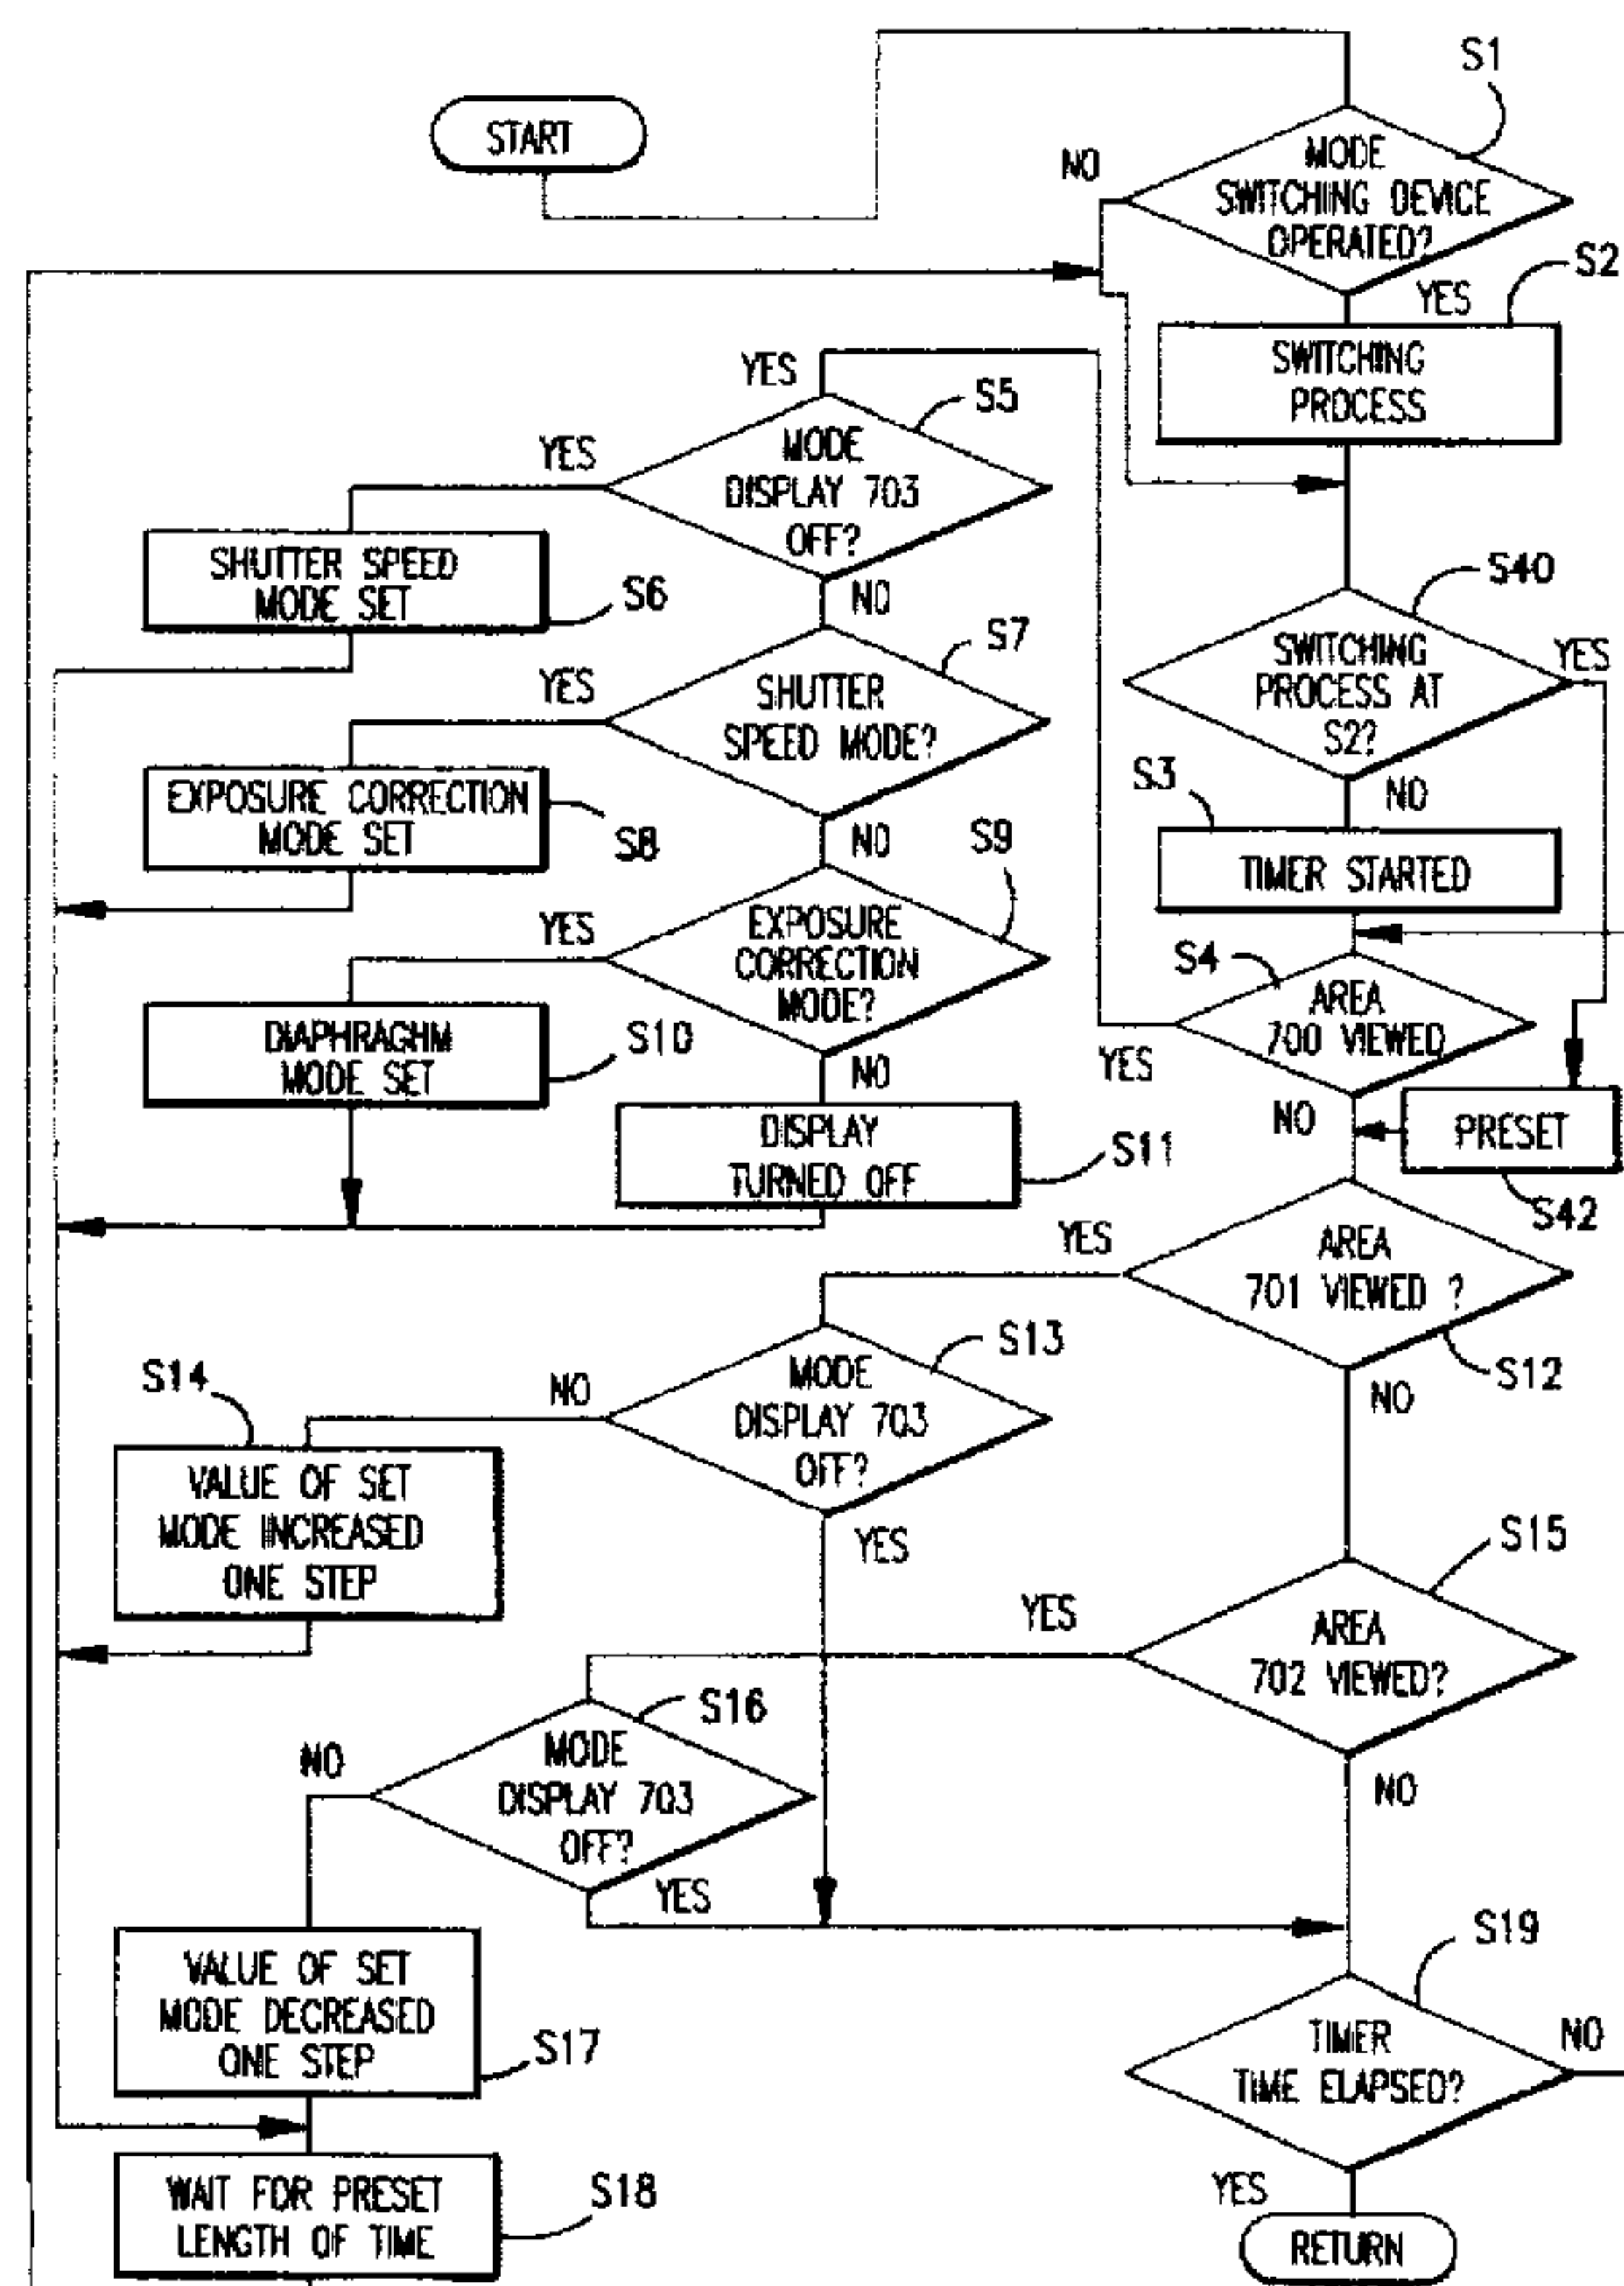 START
S1
MODE
SWITCHING DEVICE
OPERATED?
NO
YES
S2
SWITCHING
PROCESS
YES
S5
MODE
DISPLAY 703
OFF?
YES
NO
SHUTTER SPEED
MODE SET
S6
S7
SHUTTER
SPEED MODE?
YES
NO
EXPOSURE CORRECTION
MODE SET
S8
S9
EXPOSURE
CORRECTION
MODE?
YES
NO
DIAPHRAGHM
MODE SET
S10
DISPLAY
TURNED OFF
S11
S40
SWITCHING
PROCESS AT
S2?
YES
NO
S3
TIMER STARTED
S4
AREA
700 VIEWED
YES
NO
PRESET
S42
AREA
701 VIEWED ?
YES
S12
NO
S13
MODE
DISPLAY 703
OFF?
NO
YES
S14
VALUE OF SET
MODE INCREASED
ONE STEP
S15
AREA
702 VIEWED?
YES
NO
S16
MODE
DISPLAY 703
OFF?
NO
YES
VALUE OF SET
MODE DECREASED
ONE STEP
S17
WAIT FOR PRESET
LENGTH OF TIME
S18
S19
TIMER
TIME ELAPSED?
NO
YES
RETURN